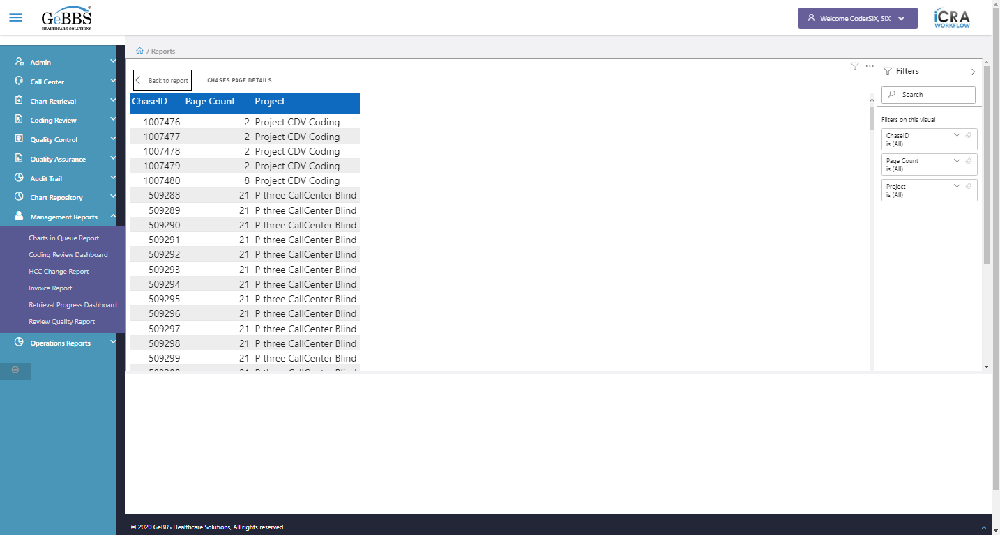 GeBBS®
HEALTHCARE SOLUTIONS
Welcome CoderSIX, SIX
iCRA
WORKFLOW
/ Reports
Admin
Call Center
Chart Retrieval
Coding Review
Quality Control
Quality Assurance
Audit Trail
Chart Repository
Management Reports
Charts in Queue Report
Coding Review Dashboard
HCC Change Report
Invoice Report
Retrieval Progress Dashboard
Review Quality Report
Operations Reports
Back to report
CHASES PAGE DETAILS
ChaseID Page Count Project
1007476 2 Project CDV Coding
1007477 2 Project CDV Coding
1007478 2 Project CDV Coding
1007479 2 Project CDV Coding
1007480 8 Project CDV Coding
509288 21 P three CallCenter Blind
509289 21 P three CallCenter Blind
509290 21 P three CallCenter Blind
509291 21 P three CallCenter Blind
509292 21 P three CallCenter Blind
509293 21 P three CallCenter Blind
509294 21 P three CallCenter Blind
509295 21 P three CallCenter Blind
509296 21 P three CallCenter Blind
509297 21 P three CallCenter Blind
509298 21 P three CallCenter Blind
509299 21 P three CallCenter Blind
Filters
Search
Filters on this visual
ChaseID
is (All)
Page Count
is (All)
Project
is (All)
© 2020 GeBBS Healthcare Solutions, All rights reserved.